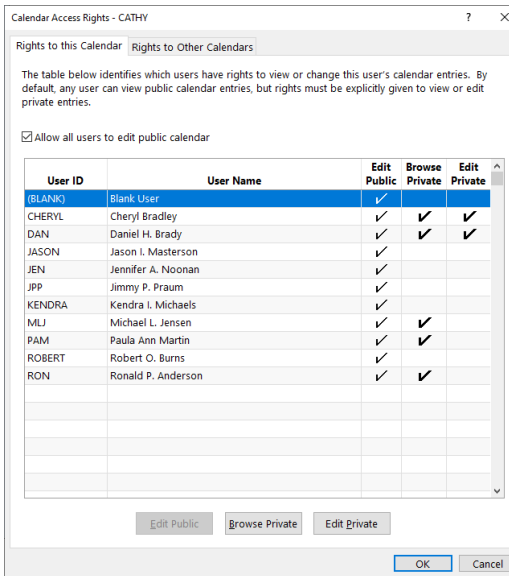 Calendar Access Rights - CATHY ? ×
Rights to this Calendar Rights to Other Calendars
The table below identifies which users have rights to view or change this user's calendar entries. By
default, any user can view public calendar entries, but rights must be explicitly given to view or edit
private entries.
Allow all users to edit public calendar
User ID User Name Edit Public Browse Private Edit Private
(BLANK) Blank User ✓
CHERYL Cheryl Bradley ✓ ✓ ✓
DAN Daniel H. Brady ✓ ✓ ✓
JASON Jason I. Masterson ✓
JEN Jennifer A. Noonan ✓
JPP Jimmy P. Praum ✓
KENDRA Kendra I. Michaels ✓
MLJ Michael L. Jensen ✓ ✓
PAM Paula Ann Martin ✓ ✓
ROBERT Robert O. Burns ✓
RON Ronald P. Anderson ✓ ✓
Edit Public Browse Private Edit Private
OK Cancel